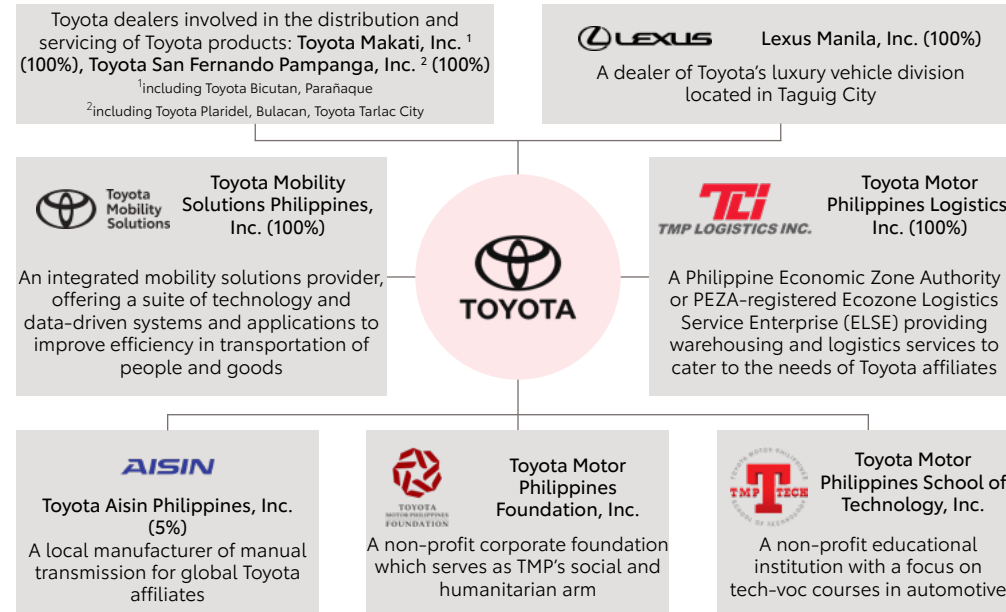 Toyota dealers involved in the distribution and
servicing of Toyota products: Toyota Makati, Inc. ¹
(100%), Toyota San Fernando Pampanga, Inc. ² (100%)
¹including Toyota Bicutan, Parañaque
²including Toyota Plaridel, Bulacan, Toyota Tarlac City
LEXUS
Lexus Manila, Inc. (100%)
A dealer of Toyota’s luxury vehicle division
located in Taguig City
Toyota
Mobility
Solutions
Toyota Mobility
Solutions Philippines,
Inc. (100%)
An integrated mobility solutions provider,
offering a suite of technology and
data-driven systems and applications to
improve efficiency in transportation of
people and goods
TOYOTA
TCi
TMP LOGISTICS INC.
Toyota Motor
Philippines Logistics
Inc. (100%)
A Philippine Economic Zone Authority
or PEZA-registered Ecozone Logistics
Service Enterprise (ELSE) providing
warehousing and logistics services to
cater to the needs of Toyota affiliates
AISIN
Toyota Aisin Philippines, Inc.
(5%)
A local manufacturer of manual
transmission for global Toyota
affiliates
TOYOTA
MOTOR PHILIPPINES
FOUNDATION
Toyota Motor
Philippines
Foundation, Inc.
A non-profit corporate foundation
which serves as TMP’s social and
humanitarian arm
TOYOTA MOTOR PHILIPPINES
TMP TECH
SCHOOL OF TECHNOLOGY
Toyota Motor
Philippines School of
Technology, Inc.
A non-profit educational
institution with a focus on
tech-voc courses in automotive